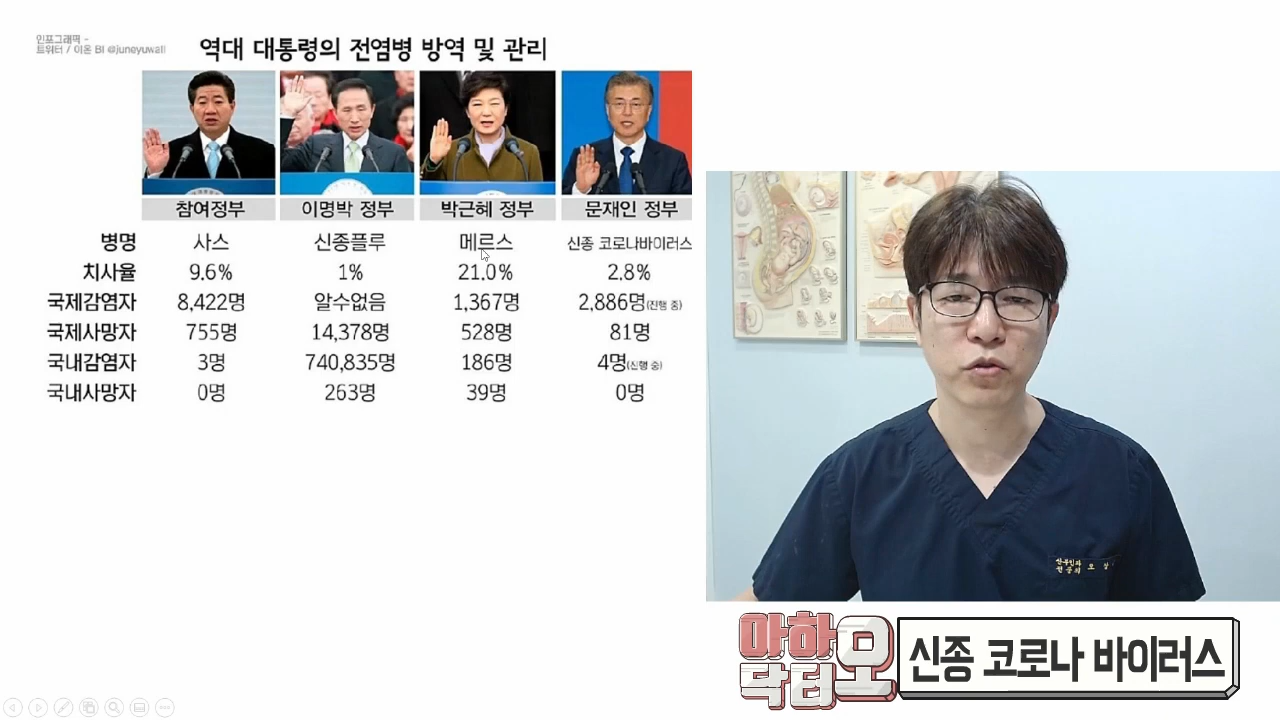 인포그래픽 -
트위터 / 이온 BI @juneyuwall
역대 대통령의 전염병 방역 및 관리
참여정부 이명박 정부 박근혜 정부 문재인 정부
병명 사스 신종플루 메르스 신종 코로나바이러스
치사율 9.6% 1% 21.0% 2.8%
국제감염자 8,422명 알수없음 1,367명 2,886명(진행 중)
국제사망자 755명 14,378명 528명 81명
국내감염자 3명 740,835명 186명 4명(진행 중)
국내사망자 0명 263명 39명 0명
아하
닥터 오
신종 코로나 바이러스